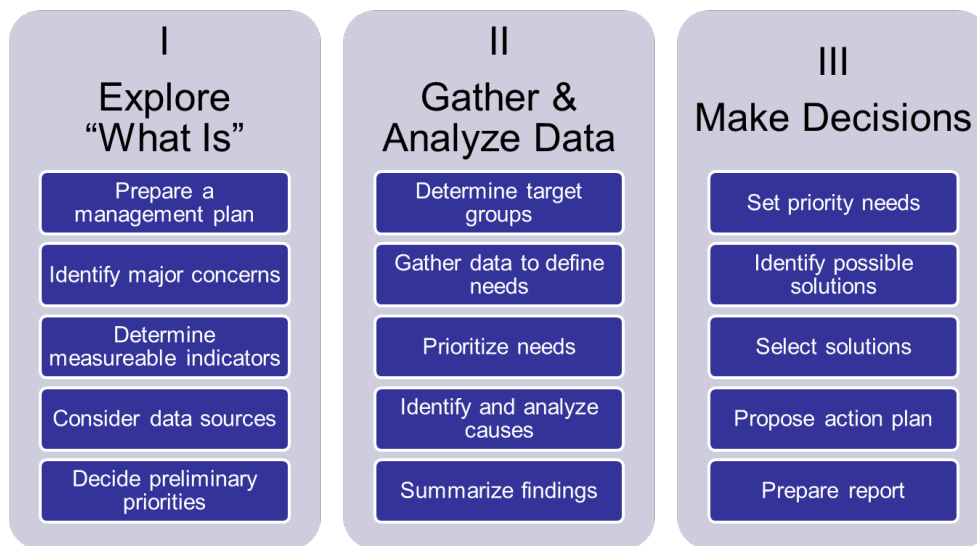 I
Explore
“What Is”
Prepare a
management plan
Identify major concerns
Determine
measureable indicators
Consider data sources
Decide preliminary
priorities
II
Gather &
Analyze Data
Determine target
groups
Gather data to define
needs
Prioritize needs
Identify and analyze
causes
Summarize findings
III
Make Decisions
Set priority needs
Identify possible
solutions
Select solutions
Propose action plan
Prepare report